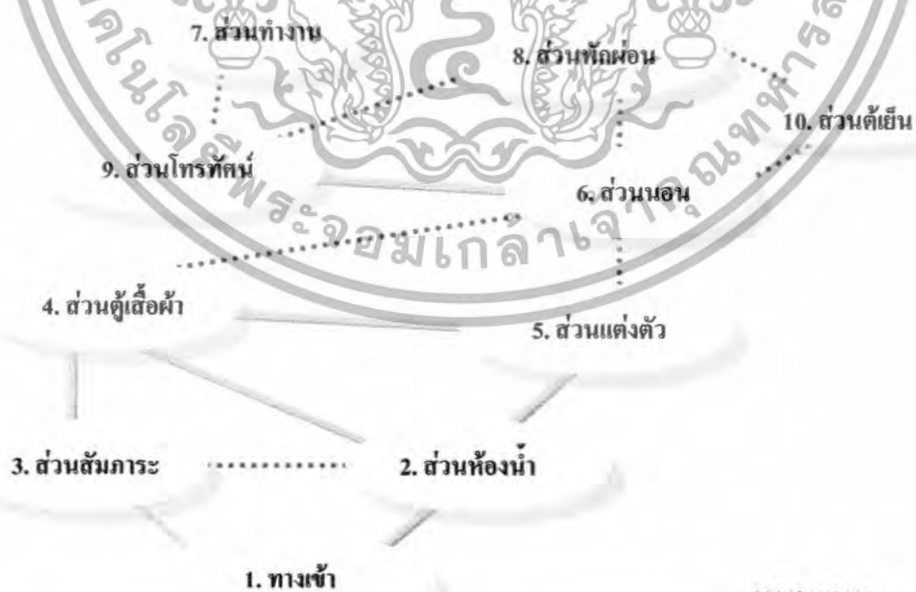 7. ส่วนทำงาน
8. ส่วนพักผ่อน
10. ส่วนตู้เย็น
9. ส่วนโทรทัศน์
6. ส่วนนอน
4. ส่วนตู้เสื้อผ้า
5. ส่วนแต่งตัว
3. ส่วนสัมภาระ
2. ส่วนห้องน้ำ
1. ทางเข้า